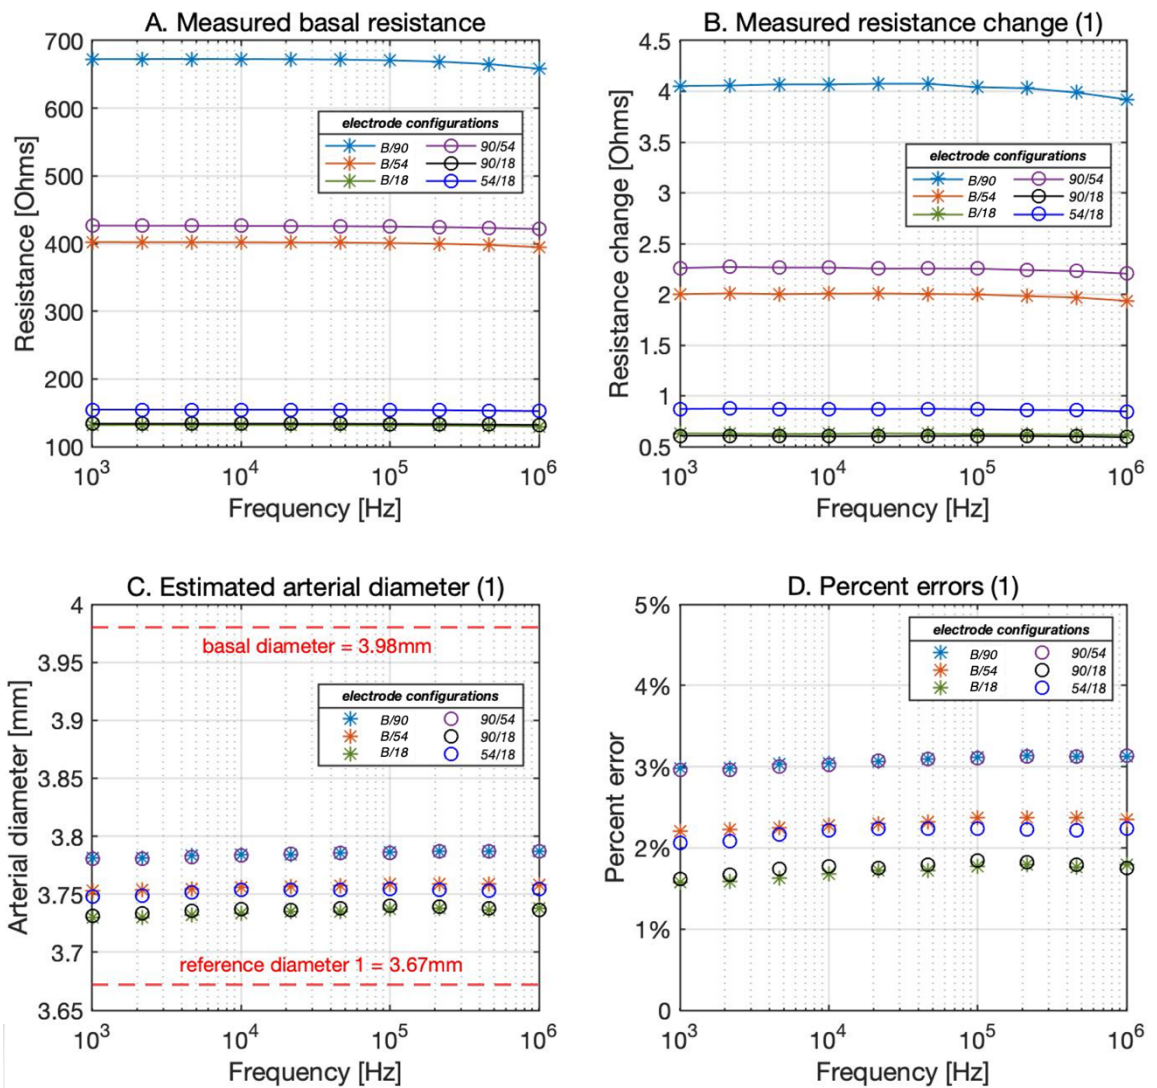 A. Measured basal resistance
700
600
500
400
300
200
100
Resistance [Ohms]
electrode configurations
B/90 90/54
B/54 90/18
B/18 54/18
10^3 10^4 10^5 10^6
Frequency [Hz]
B. Measured resistance change (1)
4.5
4
3.5
3
2.5
2
1.5
1
0.5
Resistance change [Ohms]
electrode configurations
B/90 90/54
B/54 90/18
B/18 54/18
10^3 10^4 10^5 10^6
Frequency [Hz]
C. Estimated arterial diameter (1)
4
3.95
3.9
3.85
3.8
3.75
3.7
3.65
Arterial diameter [mm]
basal diameter = 3.98mm
electrode configurations
B/90 90/54
B/54 90/18
B/18 54/18
reference diameter 1 = 3.67mm
10^3 10^4 10^5 10^6
Frequency [Hz]
D. Percent errors (1)
5%
4%
3%
2%
1%
0
Percent error
electrode configurations
B/90 90/54
B/54 90/18
B/18 54/18
10^3 10^4 10^5 10^6
Frequency [Hz]